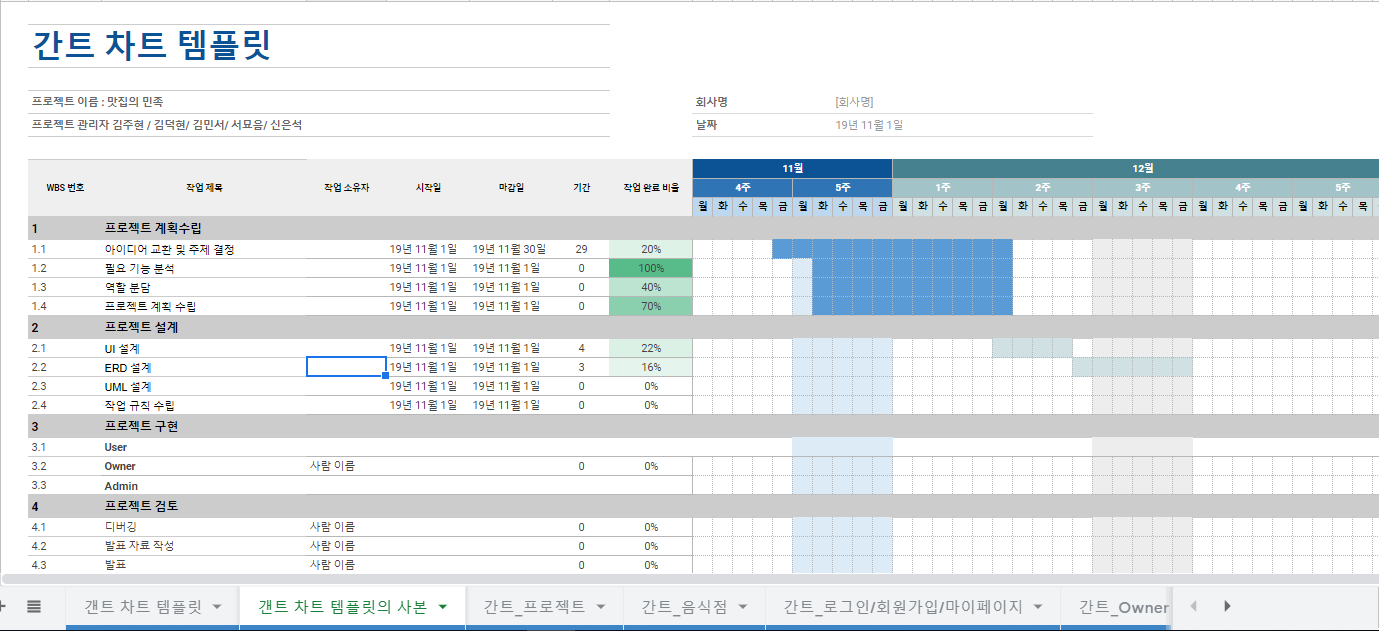 간트 차트 템플릿
프로젝트 이름 : 맛집의 민족
회사명 [회사명]
프로젝트 관리자 김주현 / 김덕현/ 김민서/ 서묘음/ 신은석
날짜 19년 11월 1일
11월 12월
WBS 번호 작업 제목 작업 소유자 시작일 마감일 기간 작업 완료 비율
4주 5주 1주 2주 3주 4주 5주
월 화 수 목 금 월 화 수 목 금 월 화 수 목 금 월 화 수 목 금 월 화 수 목 금 월 화 수 목 금 월 화 수 목
1 프로젝트 계획수립
1.1 아이디어 교환 및 주제 결정 19년 11월 1일 19년 11월 30일 29 20%
1.2 필요 기능 분석 19년 11월 1일 19년 11월 1일 0 100%
1.3 역할 분담 19년 11월 1일 19년 11월 1일 0 40%
1.4 프로젝트 계획 수립 19년 11월 1일 19년 11월 1일 0 70%
2 프로젝트 설계
2.1 UI 설계 19년 11월 1일 19년 11월 1일 4 22%
2.2 ERD 설계 19년 11월 1일 19년 11월 1일 3 16%
2.3 UML 설계 19년 11월 1일 19년 11월 1일 0 0%
2.4 작업 규칙 수립 19년 11월 1일 19년 11월 1일 0 0%
3 프로젝트 구현
3.1 User
3.2 Owner 사람 이름 0 0%
3.3 Admin
4 프로젝트 검토
4.1 디버깅 사람 이름 0 0%
4.2 발표 자료 작성 사람 이름 0 0%
4.3 발표 사람 이름 0 0%
갠트 차트 템플릿 갠트 차트 템플릿의 사본 간트_프로젝트 간트_음식점 간트_로그인/회원가입/마이페이지 간트_Owner